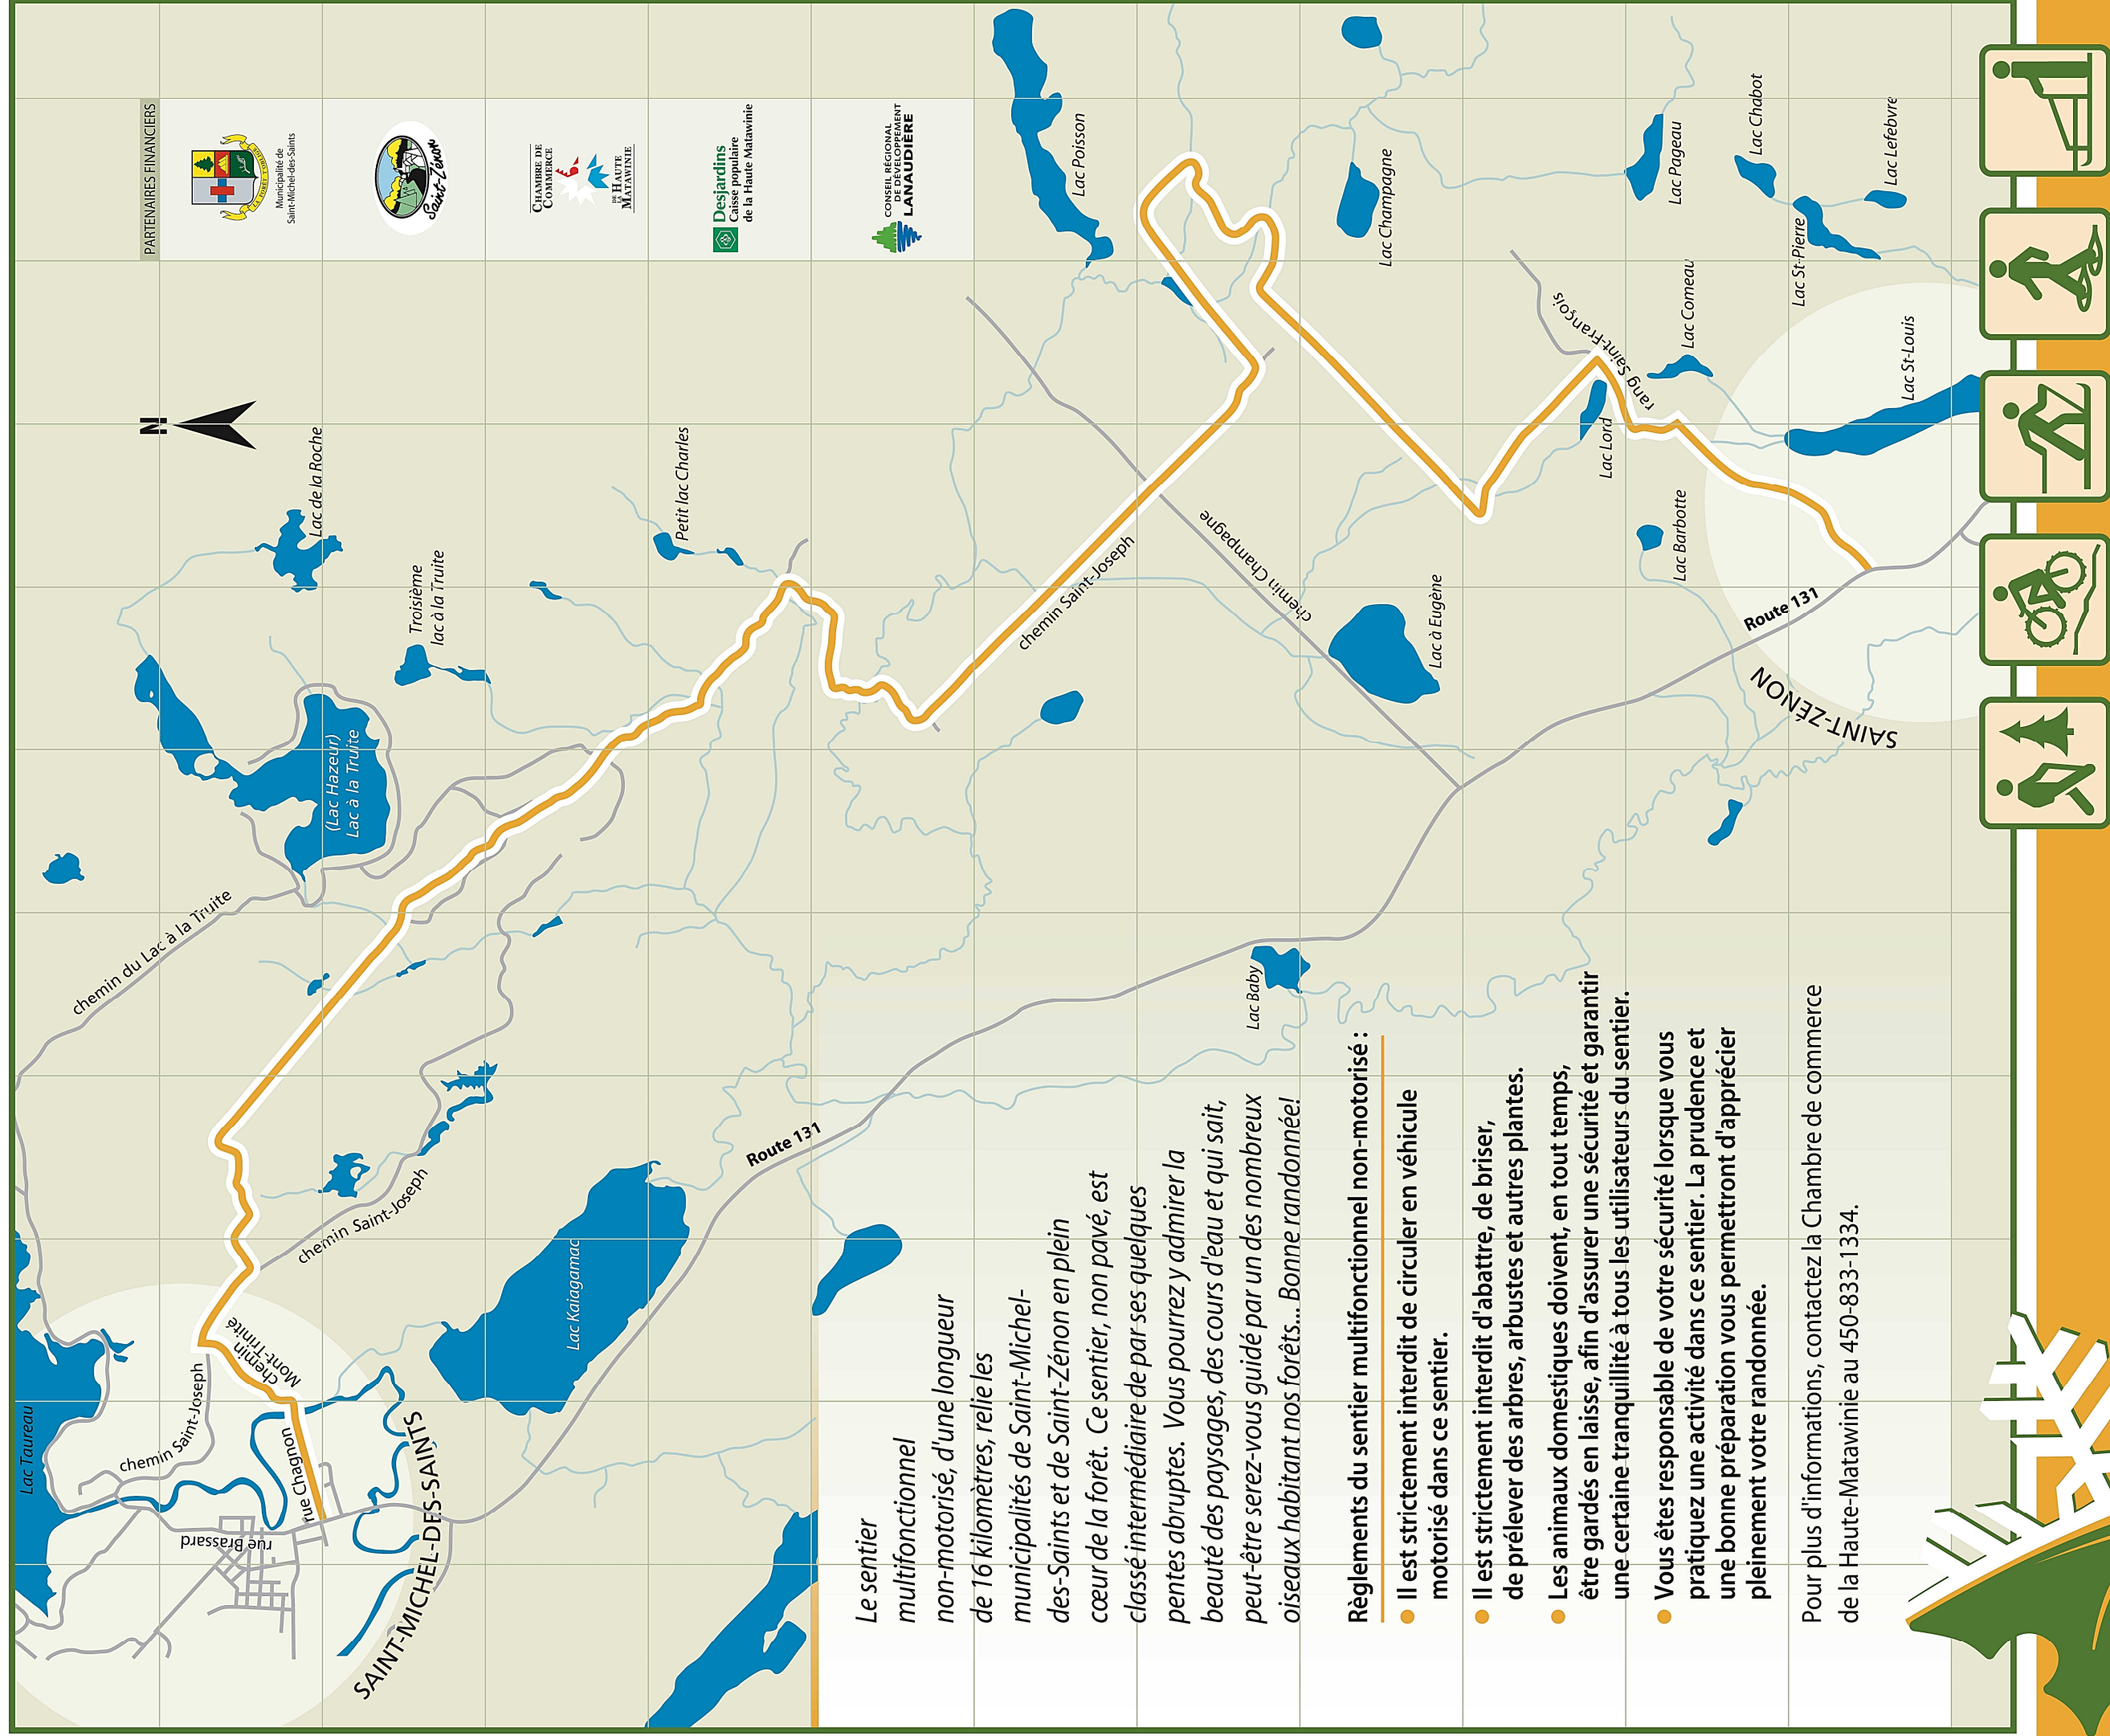 PARTENAIRES FINANCIERS
Municipalité de
Saint-Michel-des-Saints
Saint-Zénon
CHAMBRE DE
COMMERCE
DE LA HAUTE
MATAWINIE
Desjardins
Caisse populaire
de la Haute Matawinie
CONSEIL RÉGIONAL
DE DÉVELOPPEMENT
LANAUDIÈRE
N
Lac Taureau
chemin du Lac à la Truite
(Lac Hazeur)
Lac à la Truite
Lac de la Roche
Troisième
lac à la Truite
Petit lac Charles
chemin Saint-Joseph
chemin
Mont-Trinité
rue Chagnon
rue Brassard
SAINT-MICHEL-DES-SAINTS
chemin Saint-Joseph
Lac Kaiagamac
Route 131
chemin Saint-Joseph
chemin Champagne
Lac Poisson
Lac Champagne
Lac à Eugène
Lac Baby
Lac Pageau
Lac Chabot
Lac Lefebvre
Lac St-Pierre
Lac Comeau
rang Saint-François
Lac Lord
Lac Barbotte
Lac St-Louis
Route 131
SAINT-ZÉNON
Le sentier
multifonctionnel
non-motorisé, d'une longueur
de 16 kilomètres, relie les
municipalités de Saint-Michel-
des-Saints et de Saint-Zénon en plein
cœur de la forêt. Ce sentier, non pavé, est
classé intermédiaire de par ses quelques
pentes abruptes. Vous pourrez y admirer la
beauté des paysages, des cours d'eau et qui sait,
peut-être serez-vous guidé par un des nombreux
oiseaux habitant nos forêts... Bonne randonnée!
Règlements du sentier multifonctionnel non-motorisé :
● Il est strictement interdit de circuler en véhicule
motorisé dans ce sentier.
● Il est strictement interdit d'abattre, de briser,
de prélever des arbres, arbustes et autres plantes.
● Les animaux domestiques doivent, en tout temps,
être gardés en laisse, afin d'assurer une sécurité et garantir
une certaine tranquillité à tous les utilisateurs du sentier.
● Vous êtes responsable de votre sécurité lorsque vous
pratiquez une activité dans ce sentier. La prudence et
une bonne préparation vous permettront d'apprécier
pleinement votre randonnée.
Pour plus d'informations, contactez la Chambre de commerce
de la Haute-Matawinie au 450-833-1334.